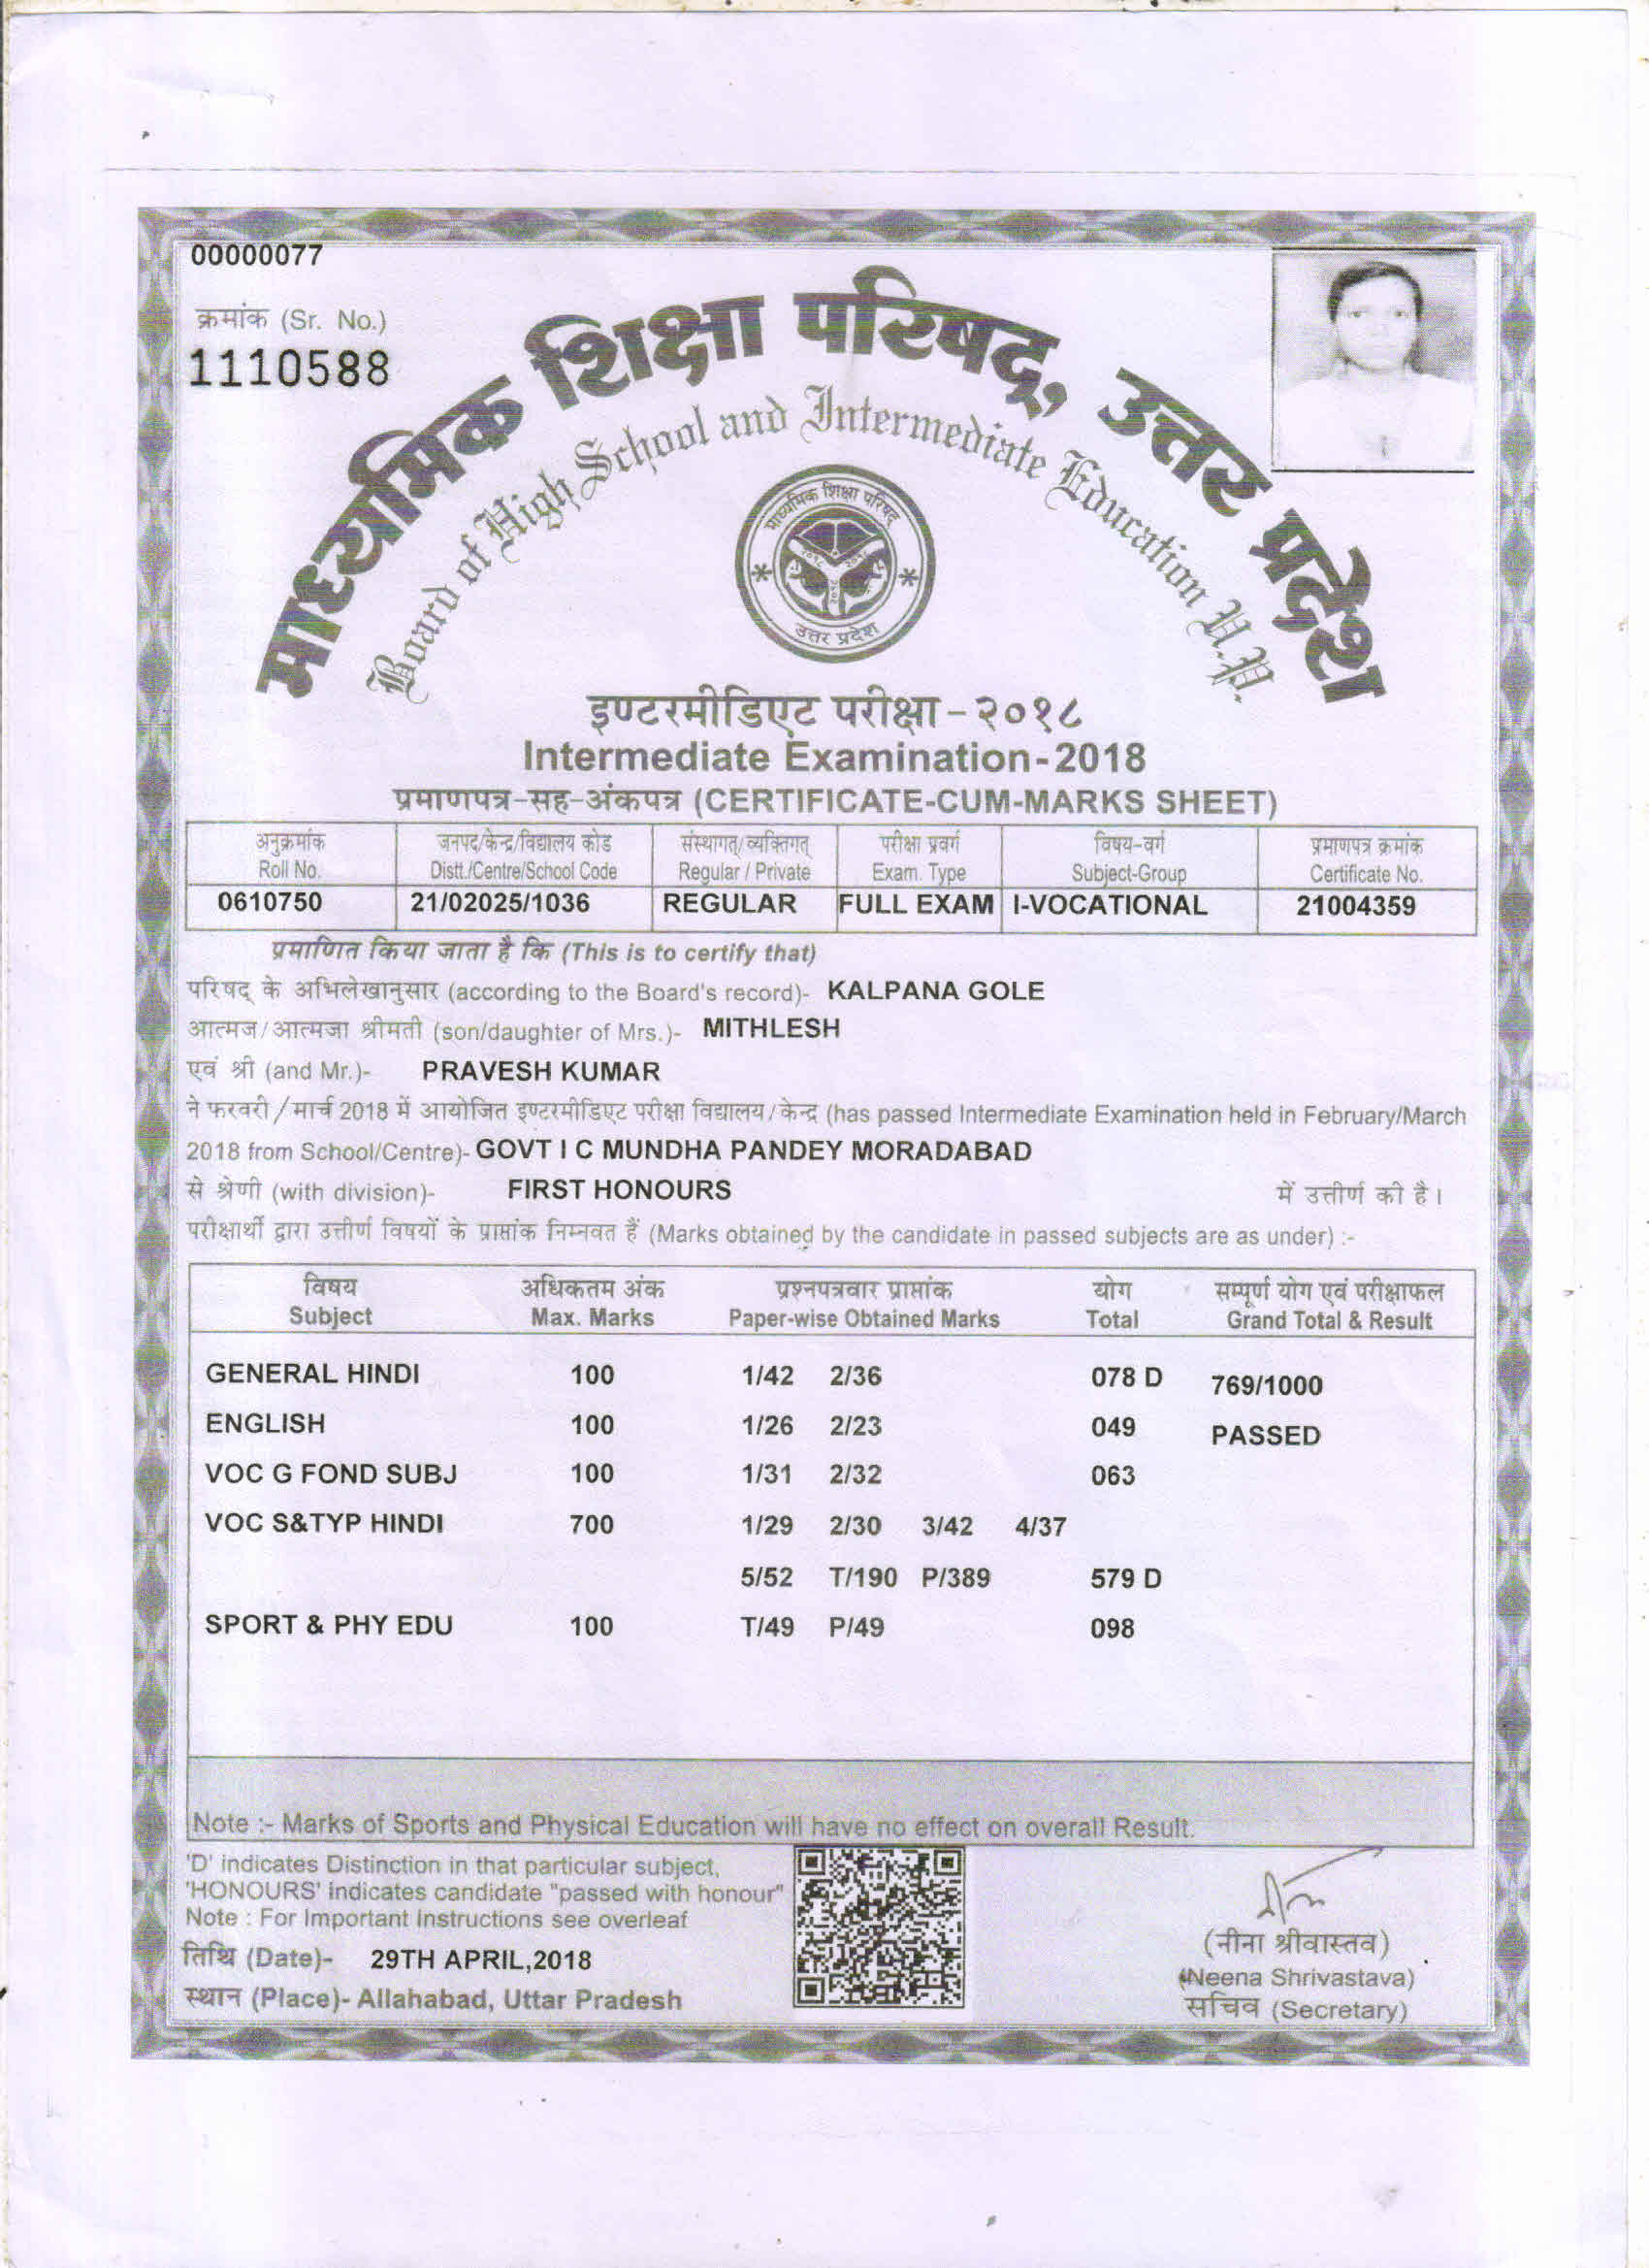 00000077
क्रमांक (Sr. No.)
1110588
माध्यमिक शिक्षा परिषद्, उत्तर प्रदेश
Board of High School and Intermediate Education U.P.
माध्यमिक शिक्षा परिषद्
उत्तर प्रदेश
इण्टरमीडिएट परीक्षा - २०१८
Intermediate Examination-2018
प्रमाणपत्र-सह-अंकपत्र (CERTIFICATE-CUM-MARKS SHEET)
अनुक्रमांक जनपद/केन्द्र/विद्यालय कोड संस्थागत्/व्यक्तिगत् परीक्षा प्रवर्ग विषय-वर्ग प्रमाणपत्र क्रमांक
Roll No. Distt./Centre/School Code Regular / Private Exam. Type Subject-Group Certificate No.
0610750 21/02025/1036 REGULAR FULL EXAM I-VOCATIONAL 21004359
प्रमाणित किया जाता है कि (This is to certify that)
परिषद् के अभिलेखानुसार (according to the Board's record)- KALPANA GOLE
आत्मज/आत्मजा श्रीमती (son/daughter of Mrs.)- MITHLESH
एवं श्री (and Mr.)- PRAVESH KUMAR
ने फरवरी/मार्च 2018 में आयोजित इण्टरमीडिएट परीक्षा विद्यालय/केन्द्र (has passed Intermediate Examination held in February/March
2018 from School/Centre)- GOVT I C MUNDHA PANDEY MORADABAD
से श्रेणी (with division)- FIRST HONOURS में उत्तीर्ण की है।
परीक्षार्थी द्वारा उत्तीर्ण विषयों के प्राप्तांक निम्नवत हैं (Marks obtained by the candidate in passed subjects are as under) :-
विषय अधिकतम अंक प्रश्नपत्रवार प्राप्तांक योग सम्पूर्ण योग एवं परीक्षाफल
Subject Max. Marks Paper-wise Obtained Marks Total Grand Total & Result
GENERAL HINDI 100 1/42 2/36 078 D 769/1000
ENGLISH 100 1/26 2/23 049 PASSED
VOC G FOND SUBJ 100 1/31 2/32 063
VOC S&TYP HINDI 700 1/29 2/30 3/42 4/37
5/52 T/190 P/389 579 D
SPORT & PHY EDU 100 T/49 P/49 098
Note :- Marks of Sports and Physical Education will have no effect on overall Result.
'D' indicates Distinction in that particular subject,
'HONOURS' indicates candidate "passed with honour"
Note : For Important Instructions see overleaf
तिथि (Date)- 29TH APRIL,2018
स्थान (Place)- Allahabad, Uttar Pradesh
(नीना श्रीवास्तव)
(Neena Shrivastava)
सचिव (Secretary)